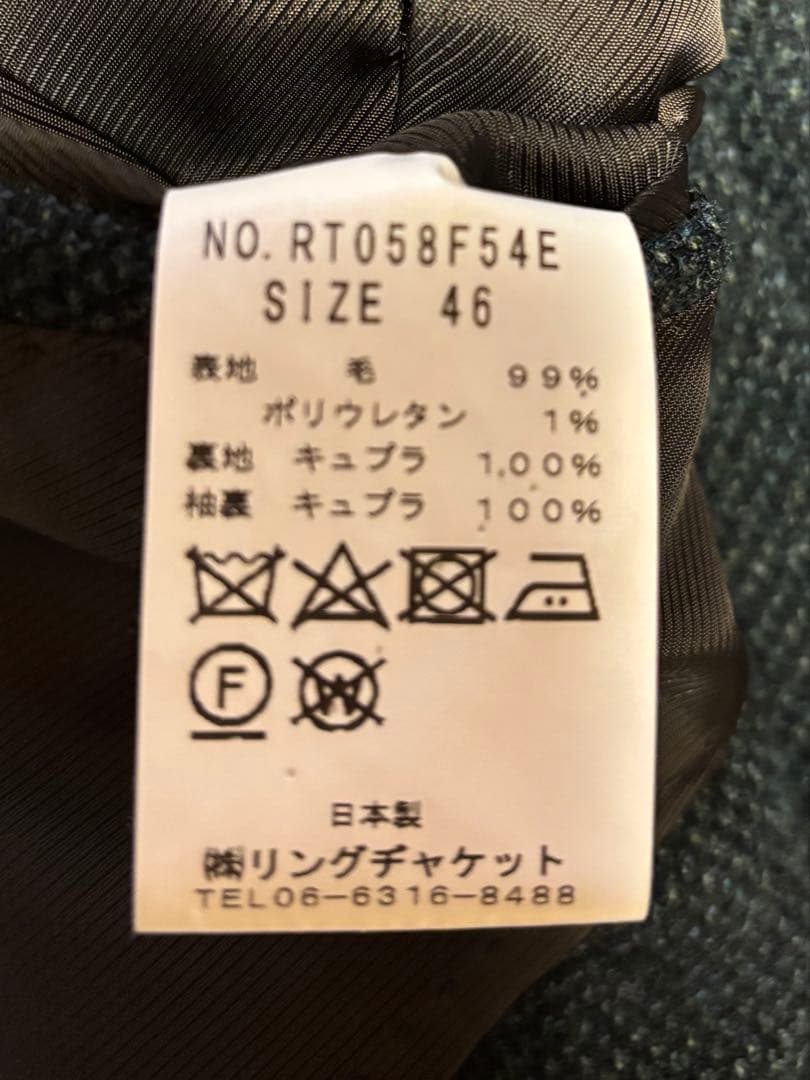 NO.RT058F54E
SIZE 46
表地 毛 99%
ポリウレタン 1%
裏地 キュプラ 100%
袖裏 キュプラ 100%
F W
日本製
㈱リングヂャケット
TEL06-6316-8488